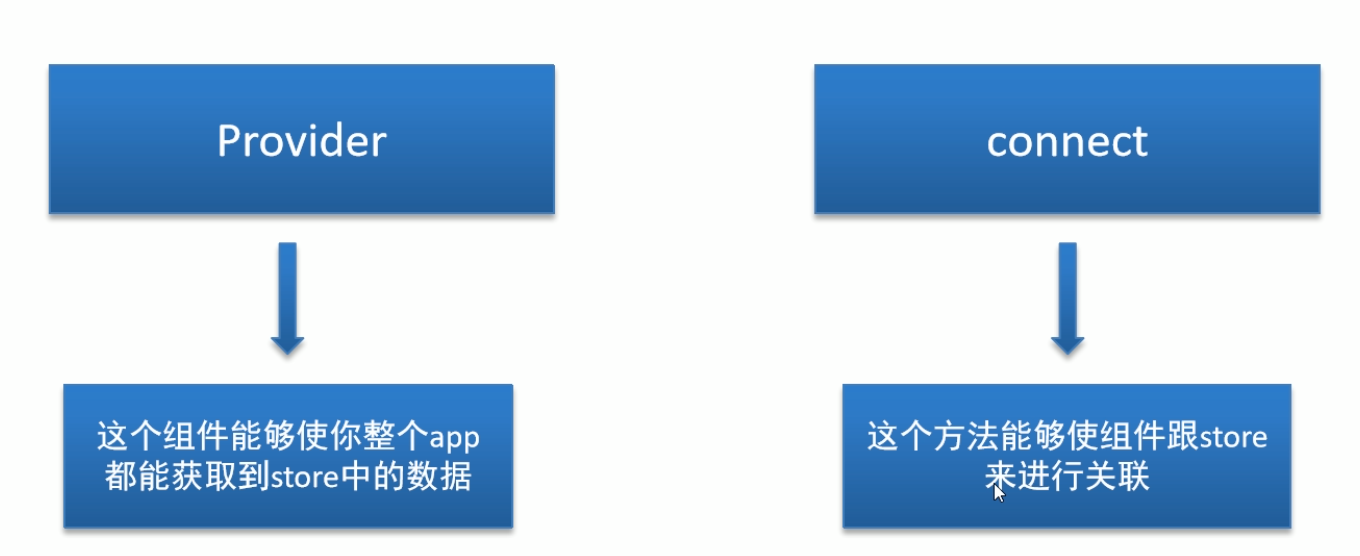 Provider
connect
这个组件能够使你整个app
都能获取到store中的数据
这个方法能够使组件跟store
来进行关联